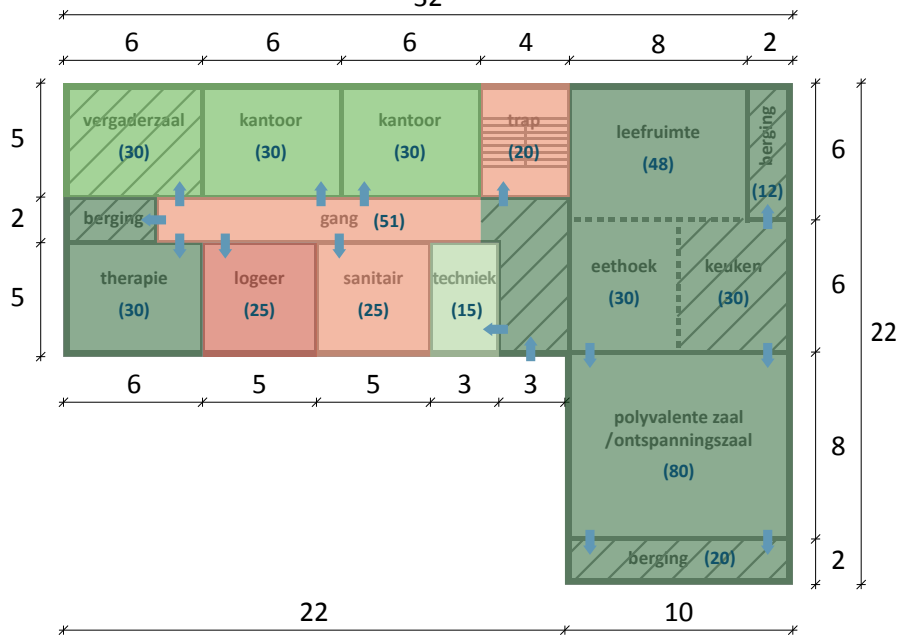 32
6 6 6 4 8 2
5 vergaderzaal kantoor kantoor trap leefruimte berging 6
(30) (30) (30) (20) (48) (12)
2 berging gang (51)
5 therapie logeer sanitair techniek eethoek keuken 6
(30) (25) (25) (15) (30) (30)
22
6 5 5 3 3
polyvalente zaal
/ontspanningszaal 8
(80)
berging (20) 2
22 10